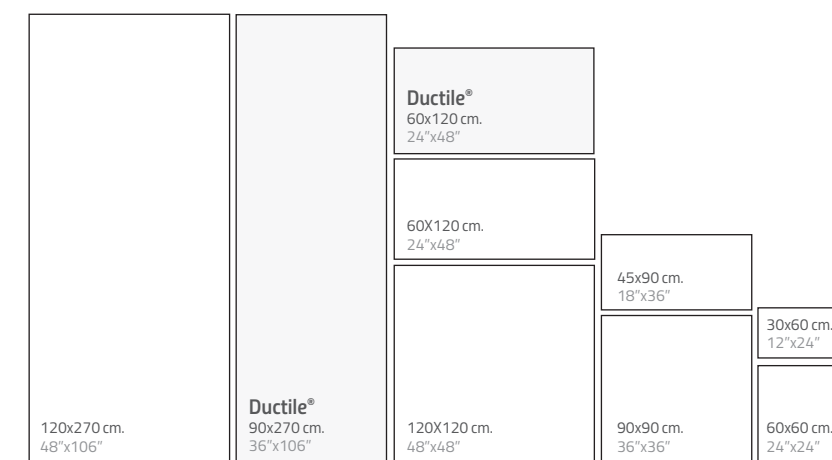 120x270 cm.
48”x106”
Ductile®
90x270 cm.
36”x106”
Ductile®
60x120 cm.
24”x48”
60X120 cm.
24”x48”
120X120 cm.
48”x48”
45x90 cm.
18”x36”
90x90 cm.
36”x36”
30x60 cm.
12”x24”
60x60 cm.
24”x24”